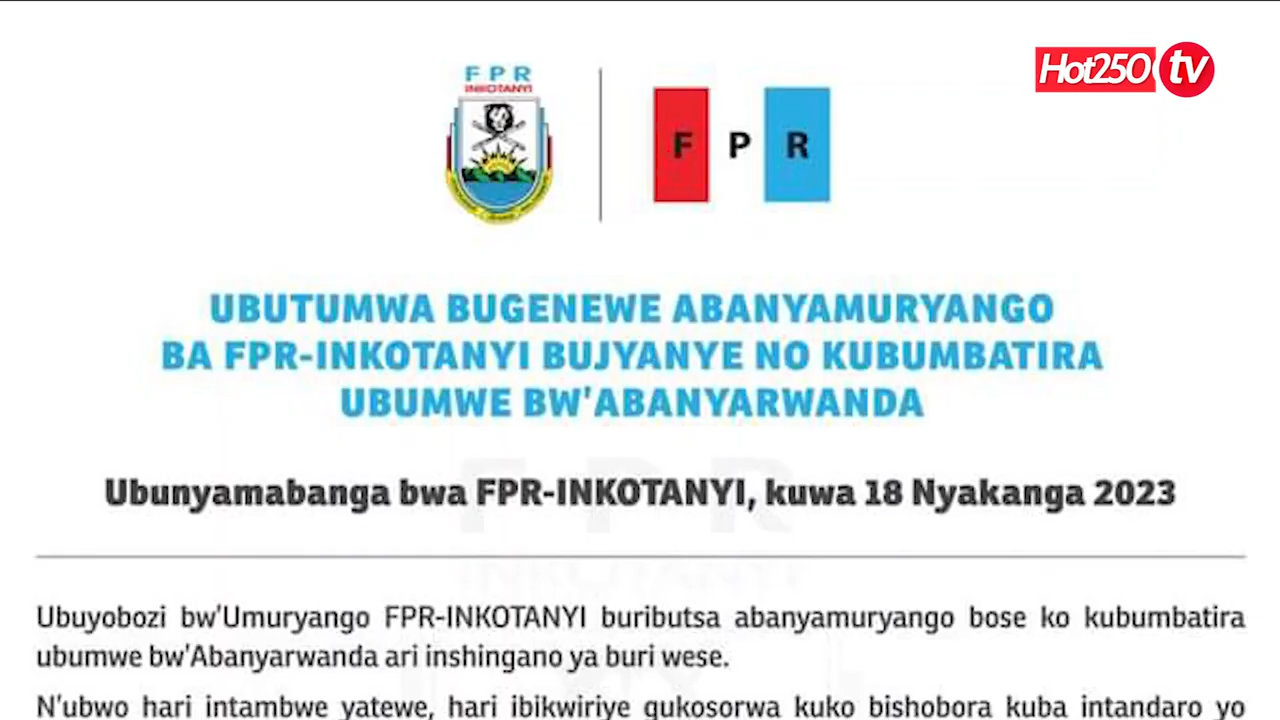 Hot250 tv
FPR
INKOTANYI
F P R
UBUTUMWA BUGENEWE ABANYAMURYANGO
BA FPR-INKOTANYI BUJYANYE NO KUBUMBATIRA
UBUMWE BW'ABANYARWANDA
Ubunyamabanga bwa FPR-INKOTANYI, kuwa 18 Nyakanga 2023
Ubuyobozi bw'Umuryango FPR-INKOTANYI buributsa abanyamuryango bose ko kubumbatira
ubumwe bw'Abanyarwanda ari inshingano ya buri wese.
N'ubwo hari intambwe yatewe, hari ibikwiriye gukosorwa kuko bishobora kuba intandaro yo